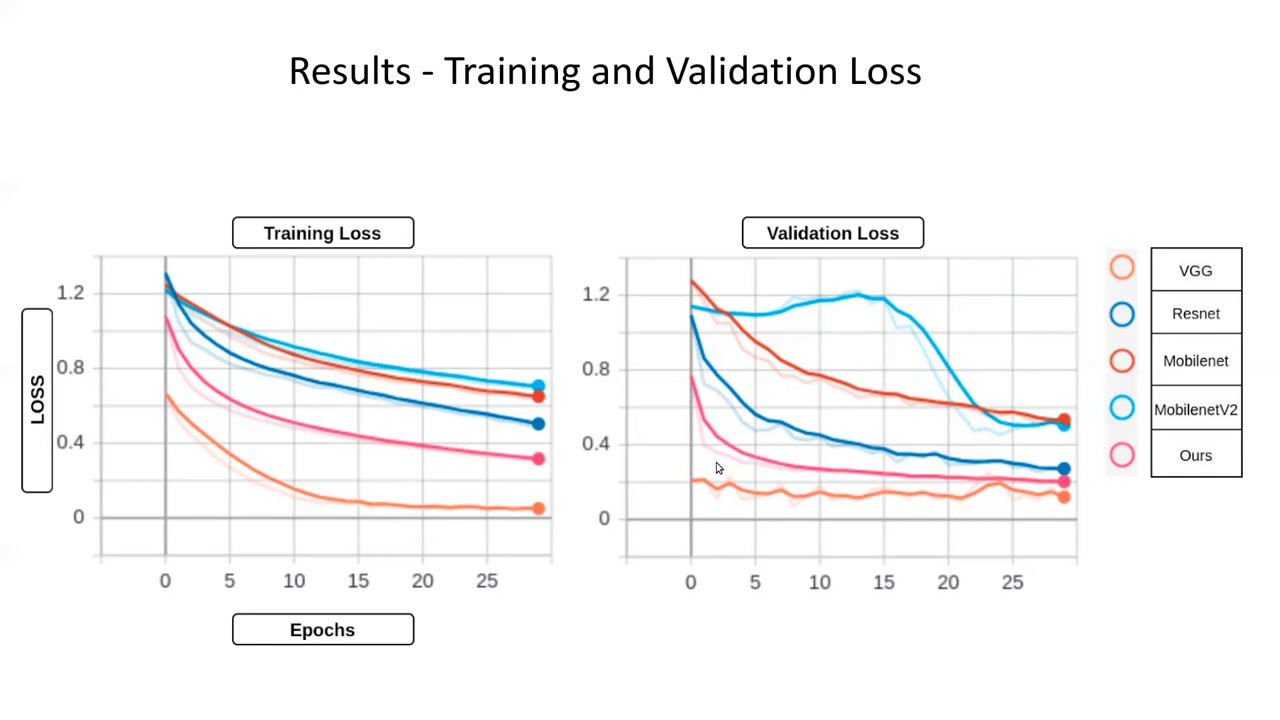 Results - Training and Validation Loss
Training Loss
Validation Loss
LOSS
1.2
0.8
0.4
0
0 5 10 15 20 25
Epochs
1.2
0.8
0.4
0
0 5 10 15 20 25
VGG
Resnet
Mobilenet
MobilenetV2
Ours